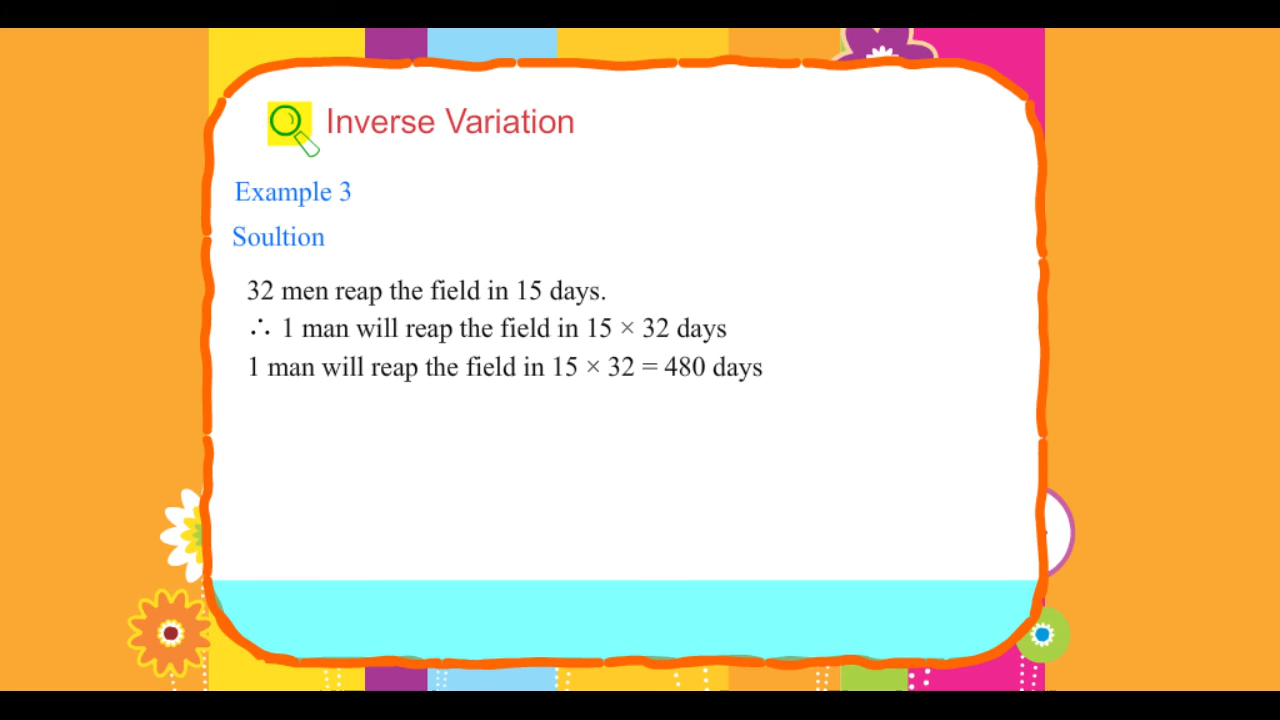 Inverse Variation
Example 3
Soultion
32 men reap the field in 15 days.
∴ 1 man will reap the field in 15 × 32 days
1 man will reap the field in 15 × 32 = 480 days